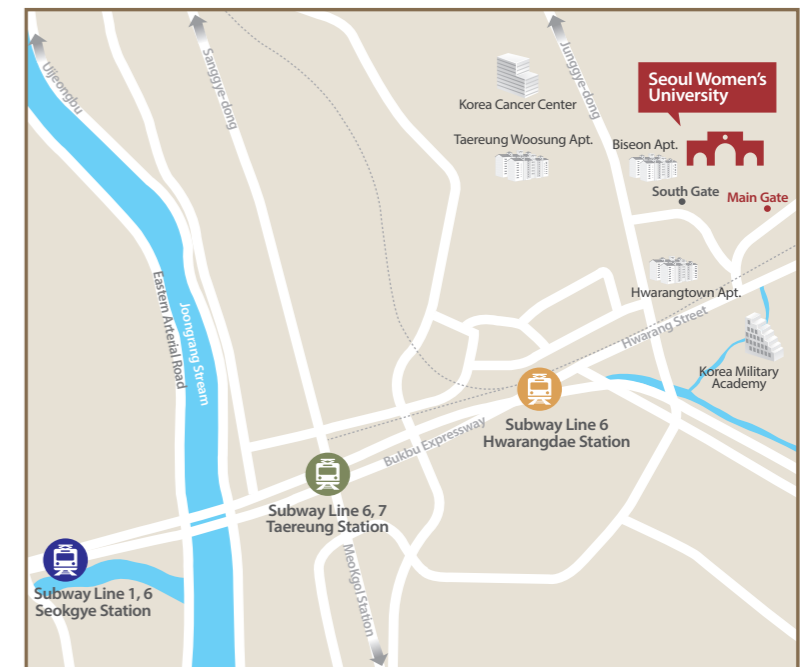 Uijeongbu
Sanggye-dong
Junggye-dong
Korea Cancer Center
Seoul Women's
University
Taereung Woosung Apt.
Biseon Apt.
South Gate
Main Gate
Hwarangtown Apt.
Eastern Arterial Road
Joongrang Stream
Hwarang Street
Korea Military
Academy
Subway Line 6
Hwarangdae Station
Bukbu Expressway
Subway Line 6, 7
Taereung Station
MeoKgol Station
Subway Line 1, 6
Seokgye Station